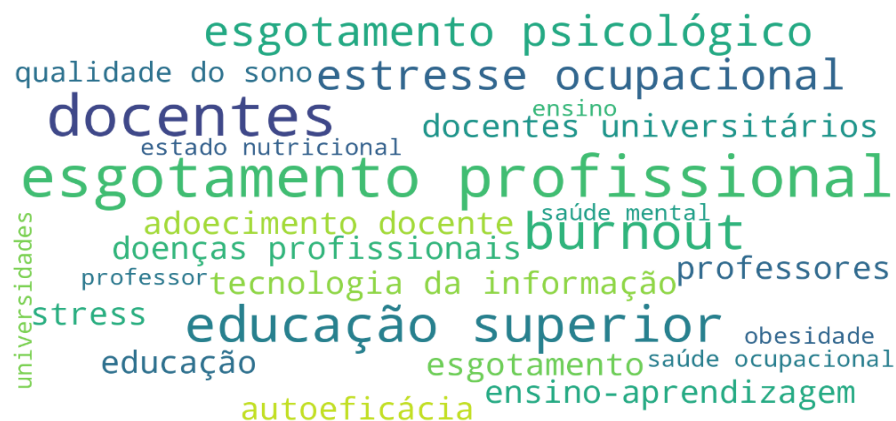 esgotamento psicológico
qualidade do sono
estresse ocupacional
docentes
ensino
docentes universitários
estado nutricional
esgotamento profissional
adoecimento docente
saúde mental
burnout
doenças profissionais
professores
professor
tecnologia da informação
universidades
stress
educação superior
obesidade
educação
esgotamento
saúde ocupacional
ensino-aprendizagem
autoeficácia